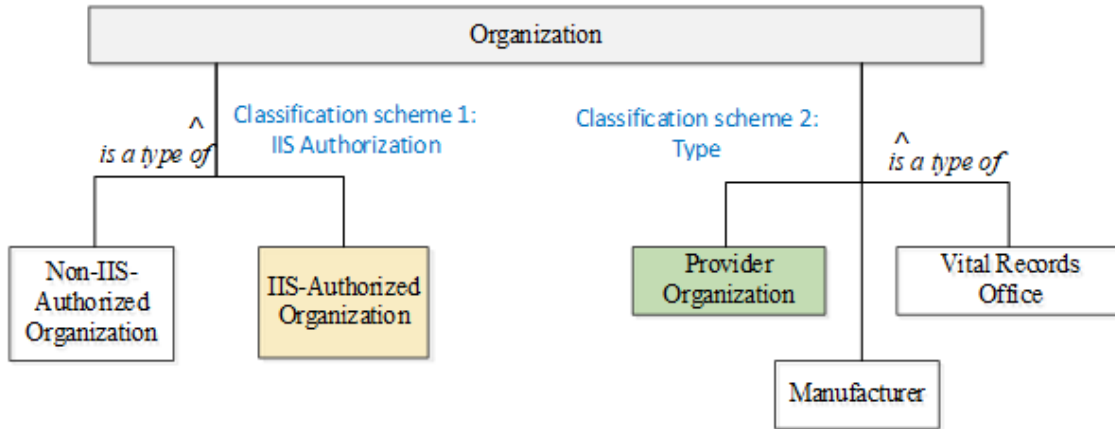 Organization
Classification scheme 1:
IIS Authorization
^
is a type of
Classification scheme 2:
Type
^
is a type of
Non-IIS-
Authorized
Organization
IIS-Authorized
Organization
Provider
Organization
Vital Records
Office
Manufacturer